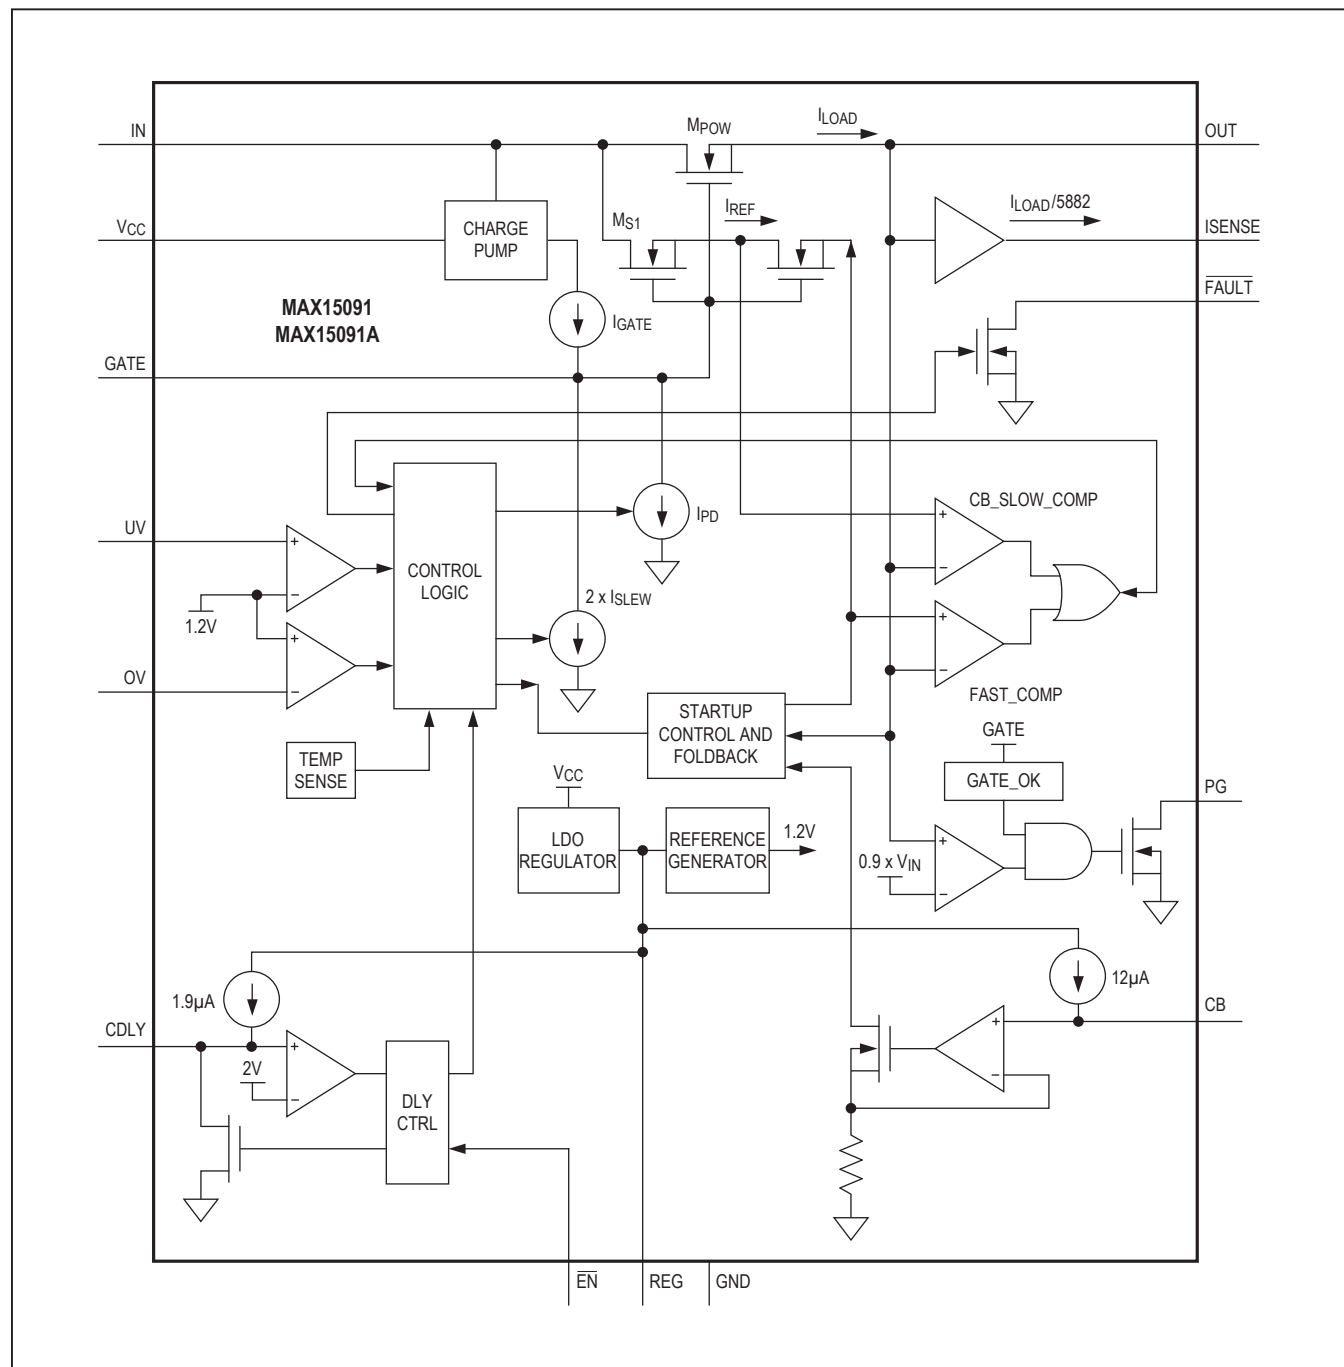 IN
MPOW
ILOAD
OUT
VCC
CHARGE
PUMP
MS1
IREF
ILOAD/5882
ISENSE
FAULT
MAX15091
MAX15091A
IGATE
GATE
CONTROL
LOGIC
IPD
CB_SLOW_COMP
+
−
UV
+
−
1.2V
2 x ISLEW
+
−
+
−
OV
FAST_COMP
TEMP
SENSE
STARTUP
CONTROL AND
FOLDBACK
GATE
GATE_OK
PG
VCC
LDO
REGULATOR
REFERENCE
GENERATOR
1.2V
0.9 x VIN
+
−
1.9µA
12µA
CDLY
CB
+
−
2V
DLY
CTRL
+
−
EN
REG
GND